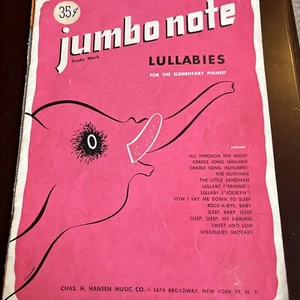 35¢
jumbo note
Trade Mark
LULLABIES
FOR THE ELEMENTARY PIANIST
ALL THROUGH THE NIGHT
CRADLE SONG (BRAHMS)
CRADLE SONG (SCHUBERT)
THE DUSTMAN
THE LITTLE SANDMAN
LULLABY ("ERMINIE")
LULLABY ("JOCELYN")
NOW I LAY ME DOWN TO SLEEP
ROCK-A-BYE, BABY
SLEEP, BABY, SLEEP
SLEEP, SLEEP, MY DARLING
SWEET AND LOW
WIEGENLIED (MOZART)
CHAS. H. HANSEN MUSIC CO. • 1674 BROADWAY, NEW YORK 19, N. Y.